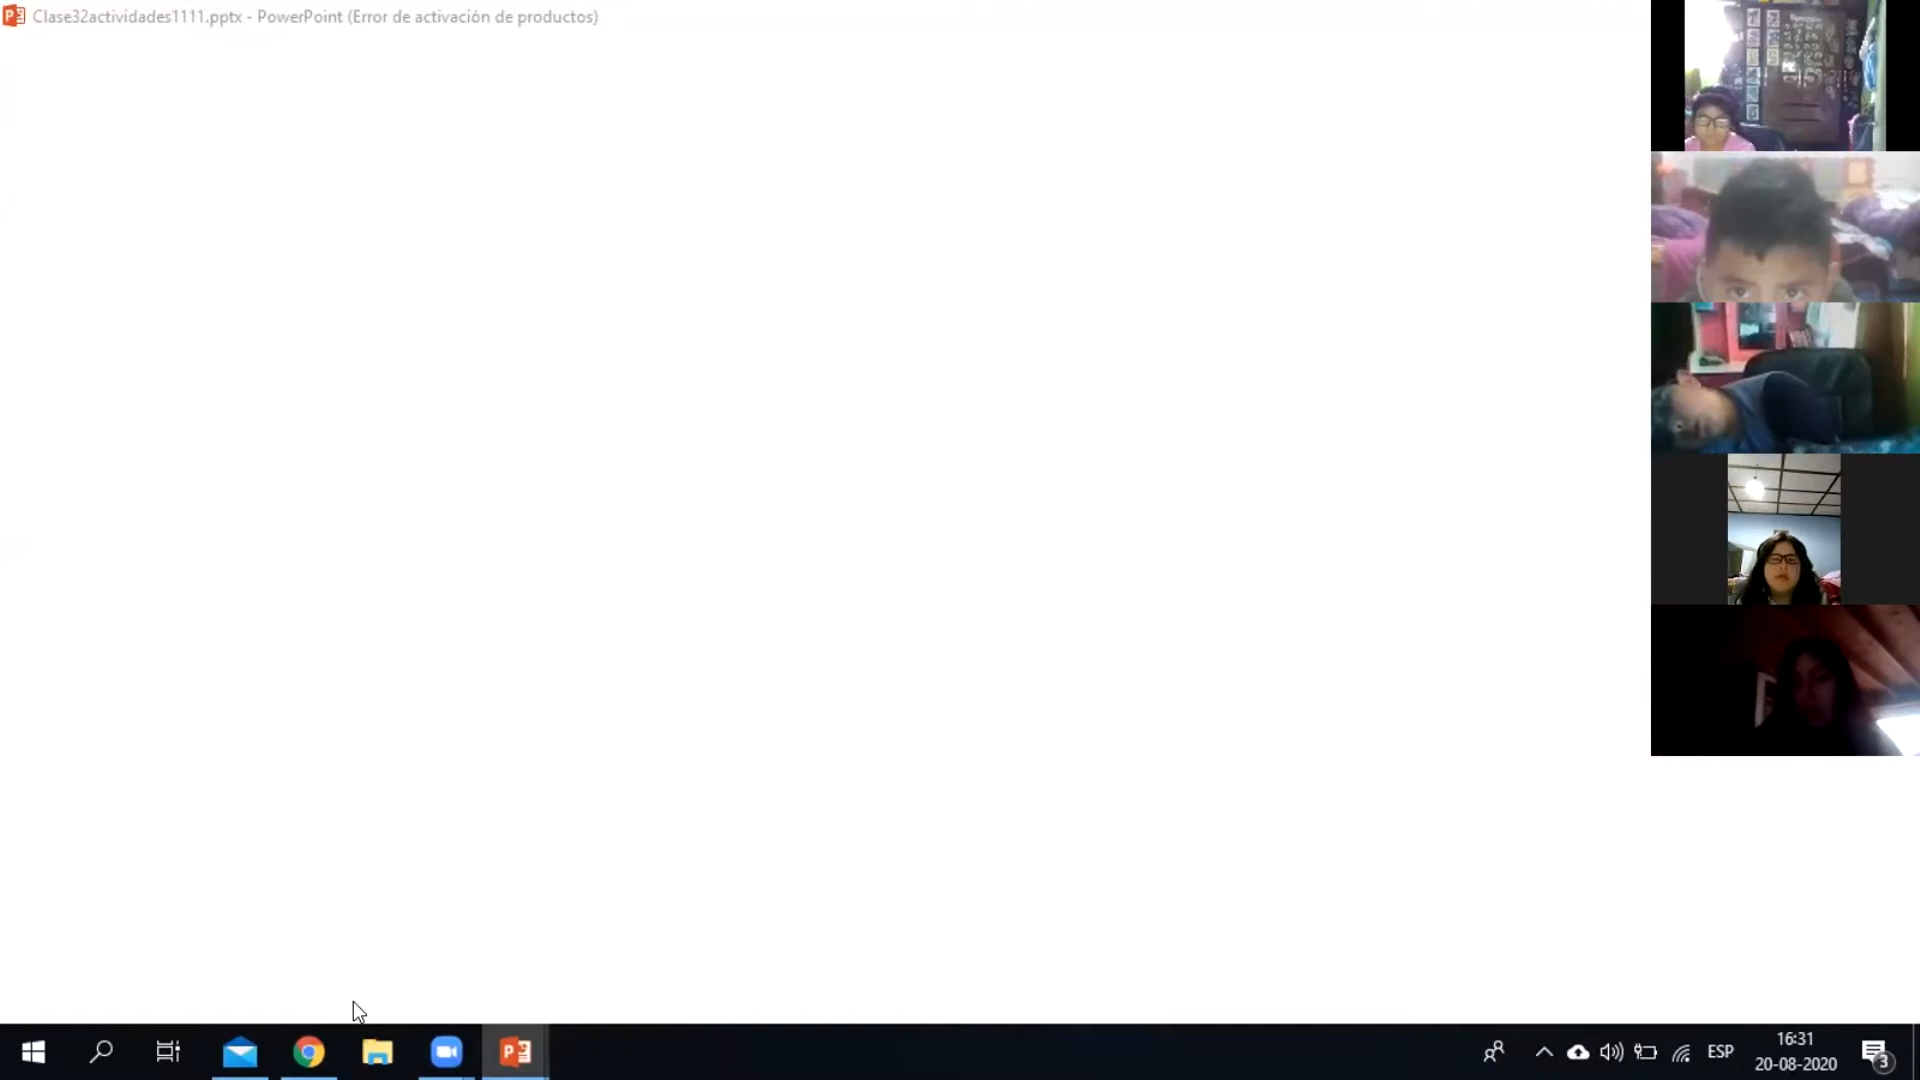 Clase32actividades1111.pptx - PowerPoint (Error de activación de productos)
ESP
16:31
20-08-2020
3